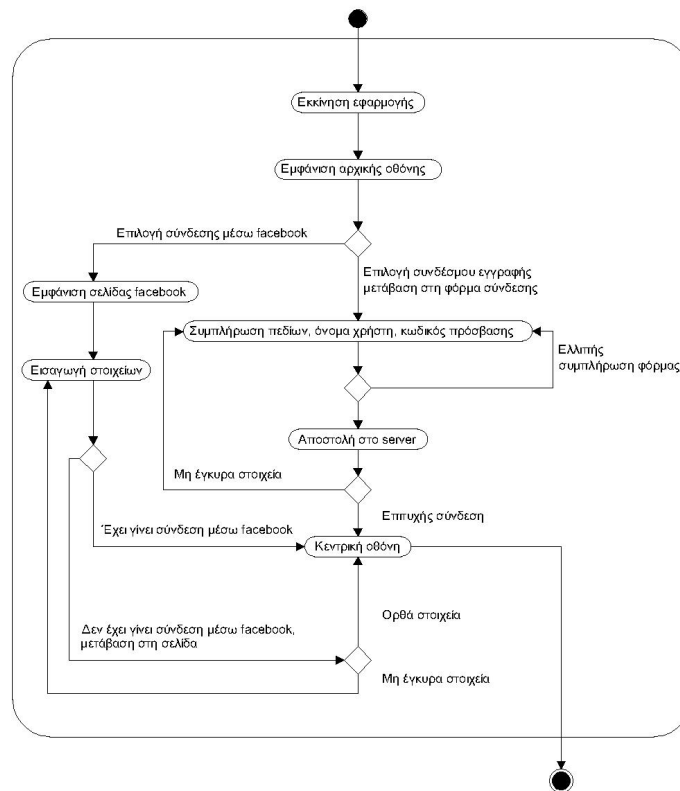 Εκκίνηση εφαρμογής
Εμφάνιση αρχικής οθόνης
Επιλογή σύνδεσης μέσω facebook
Επιλογή συνδέσμου εγγραφής
μετάβαση στη φόρμα σύνδεσης
Εμφάνιση σελίδας facebook
Συμπλήρωση πεδίων, όνομα χρήστη, κωδικός πρόσβασης
Ελλιπής
συμπλήρωση φόρμας
Εισαγωγή στοιχείων
Αποστολή στο server
Μη έγκυρα στοιχεία
Επιτυχής σύνδεση
Έχει γίνει σύνδεση μέσω facebook
Κεντρική οθόνη
Ορθά στοιχεία
Δεν έχει γίνει σύνδεση μέσω facebook,
μετάβαση στη σελίδα
Μη έγκυρα στοιχεία